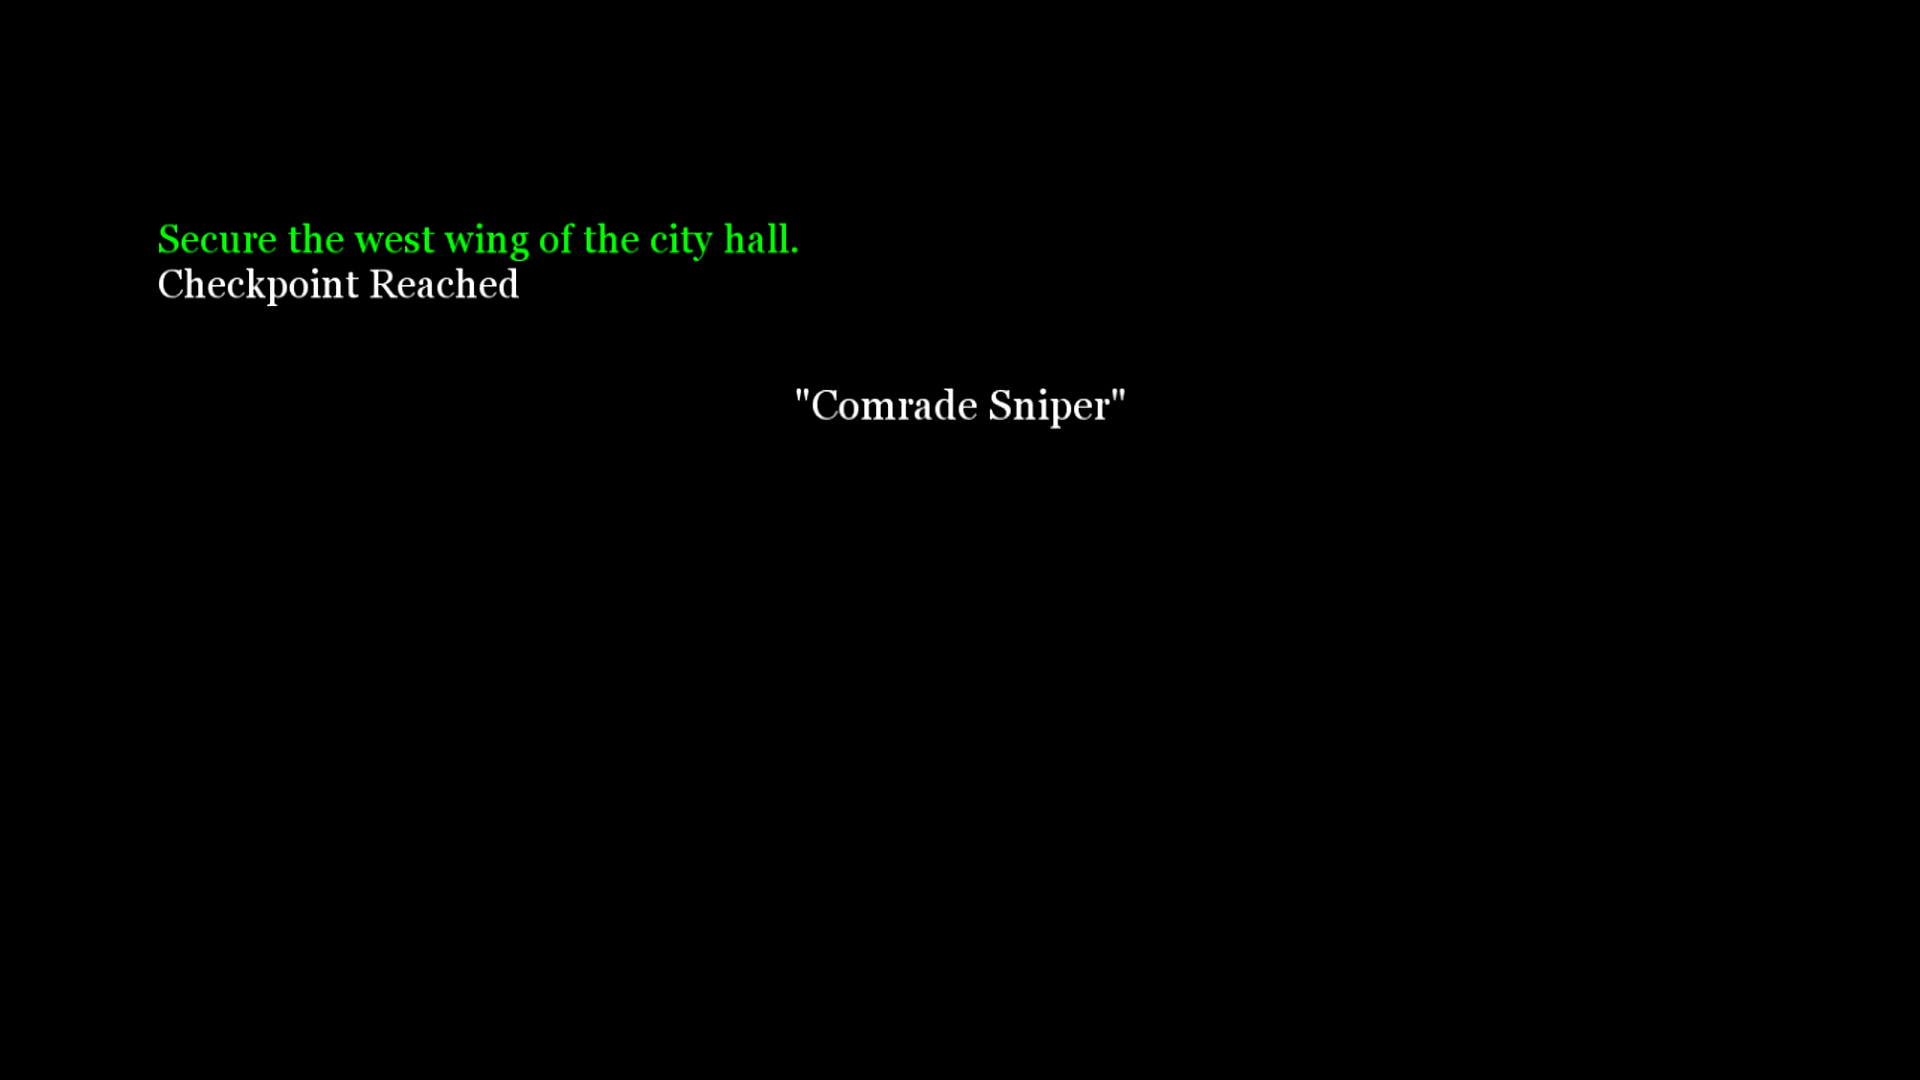 Secure the west wing of the city hall.
Checkpoint Reached
"Comrade Sniper"